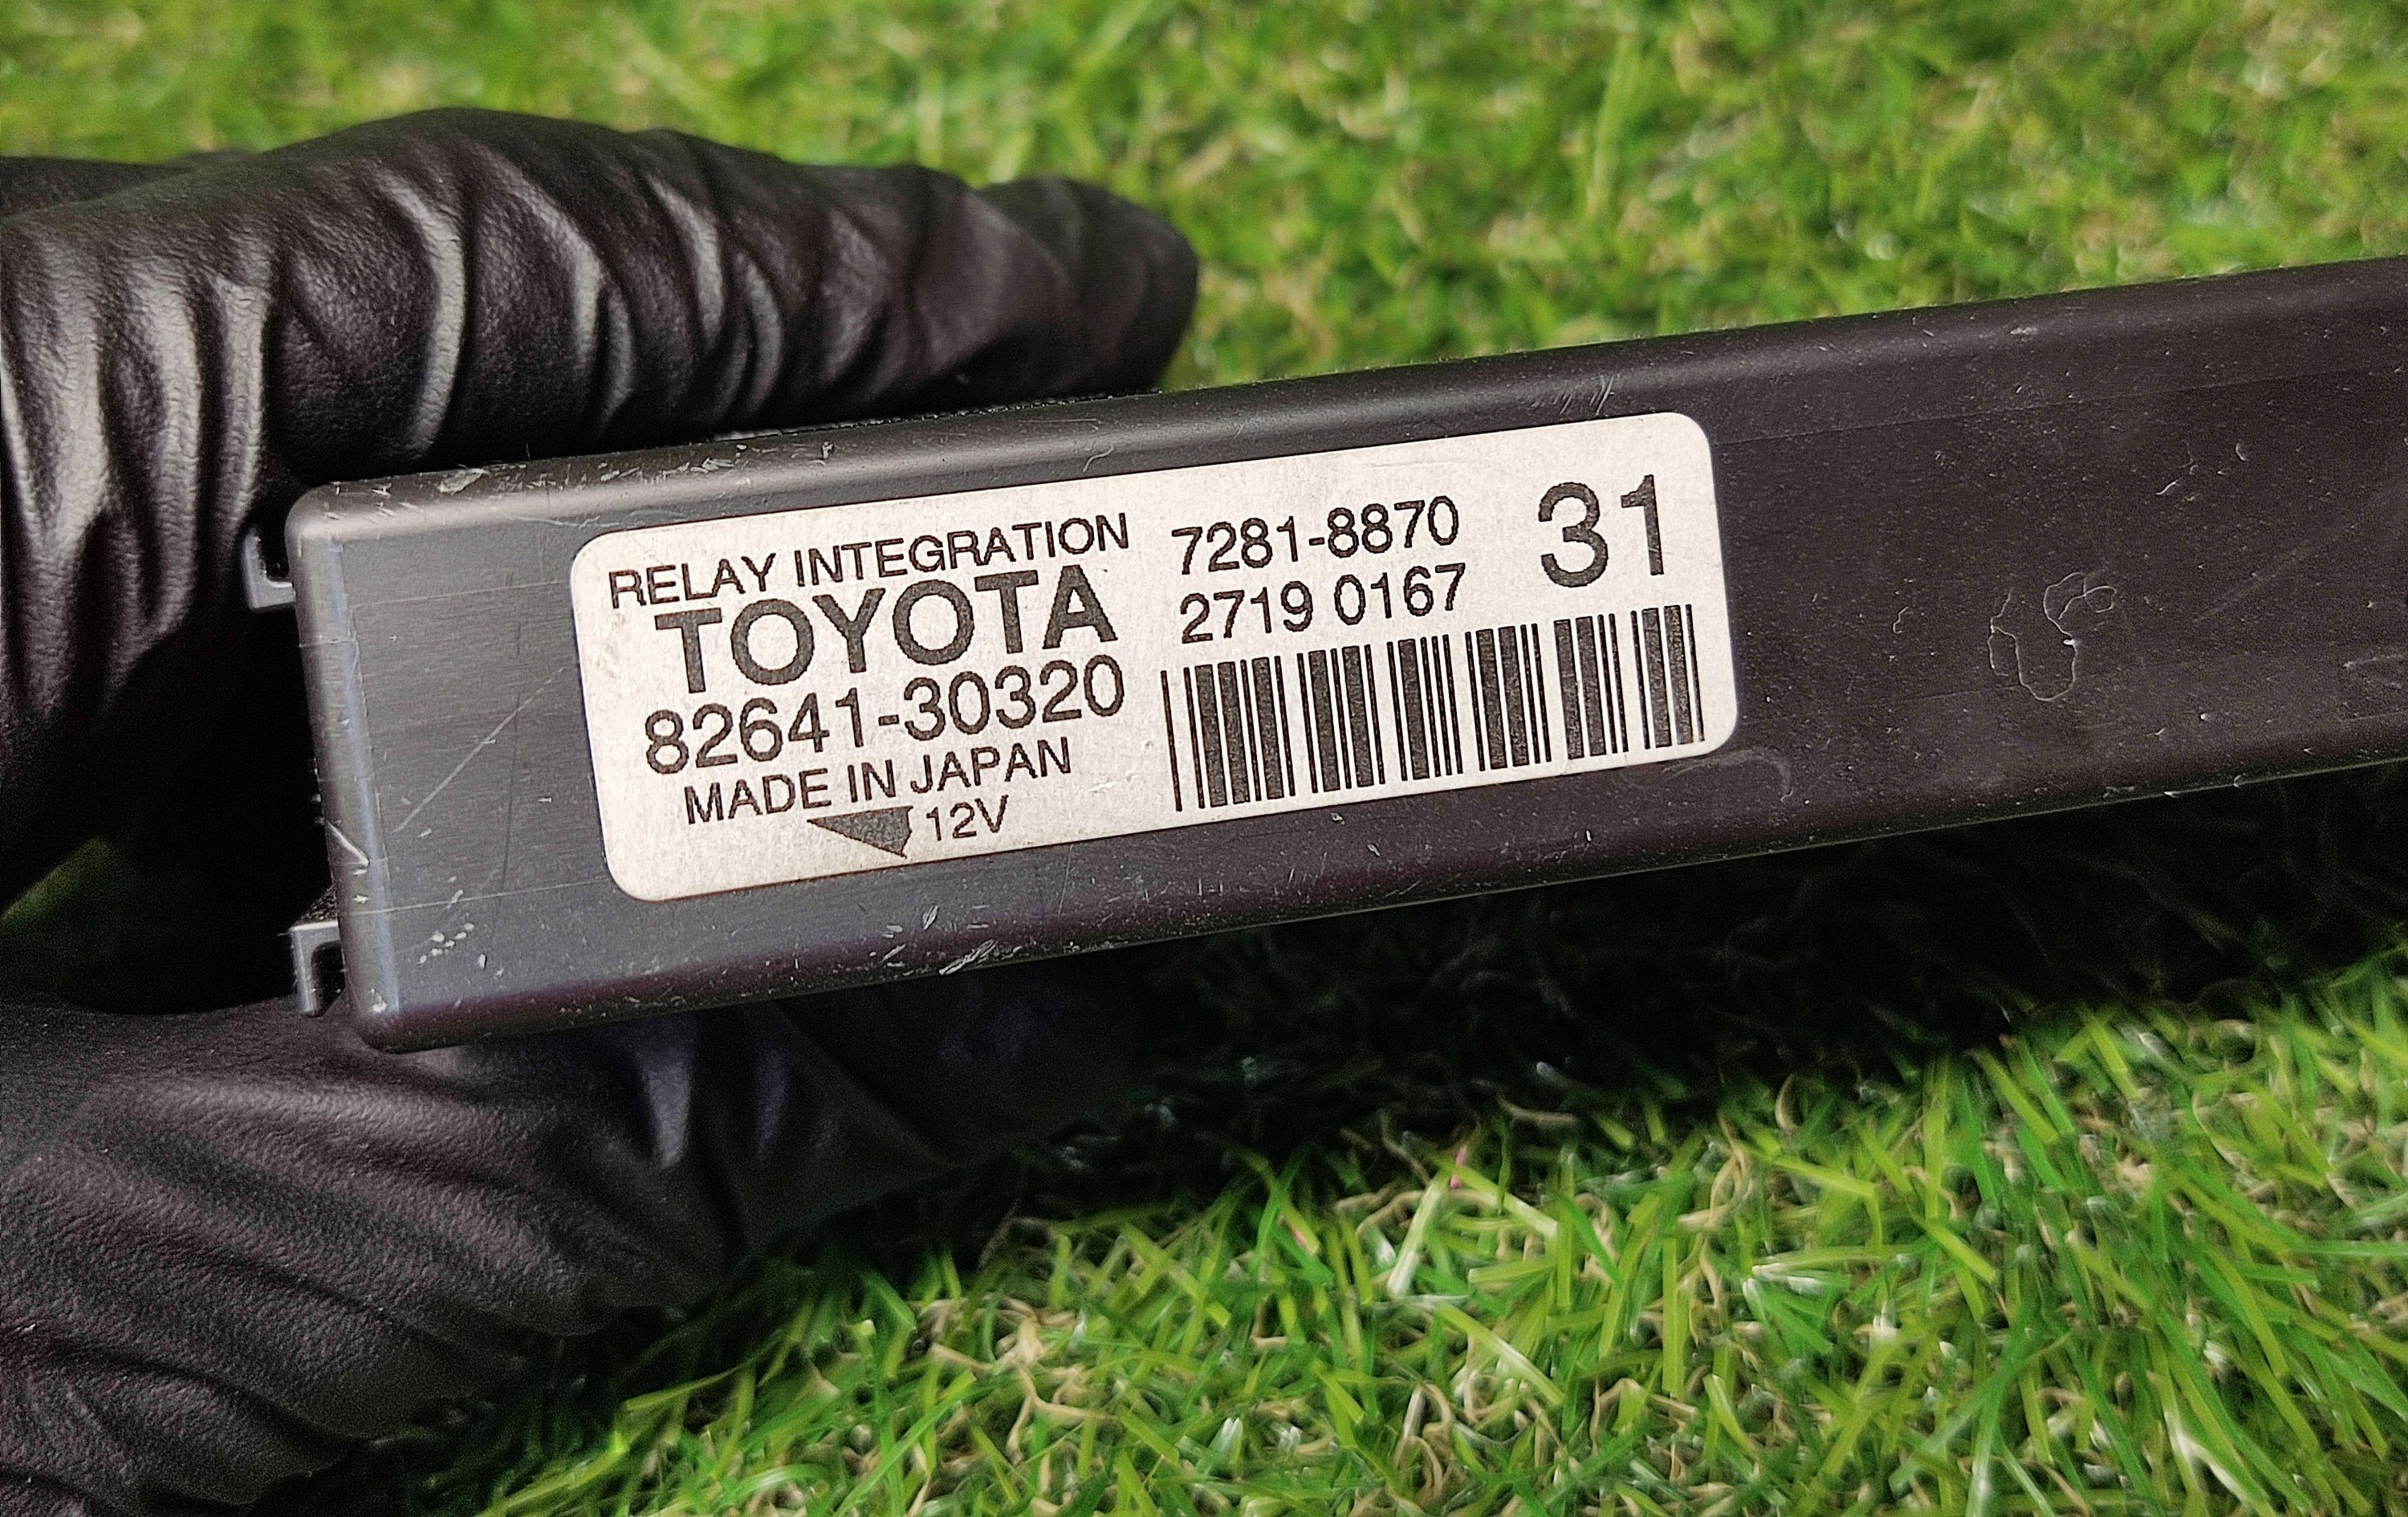 RELAY INTEGRATION
TOYOTA
82641-30320
MADE IN JAPAN
12V
7281-8870
2719 0167
31